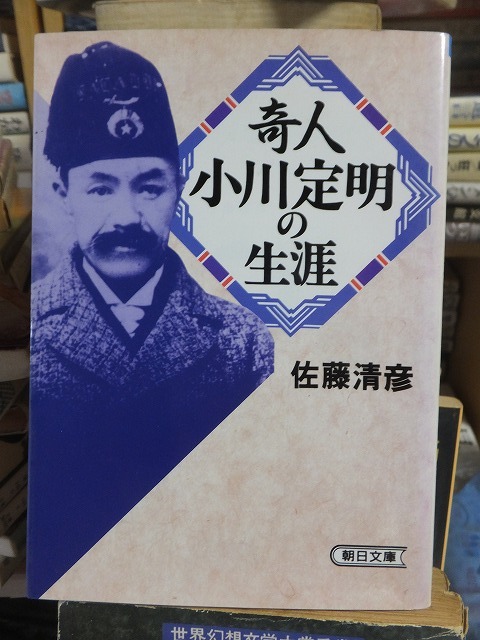 奇人
小川定明
の
生涯
佐藤清彦
朝日文庫
世界幻想文学大